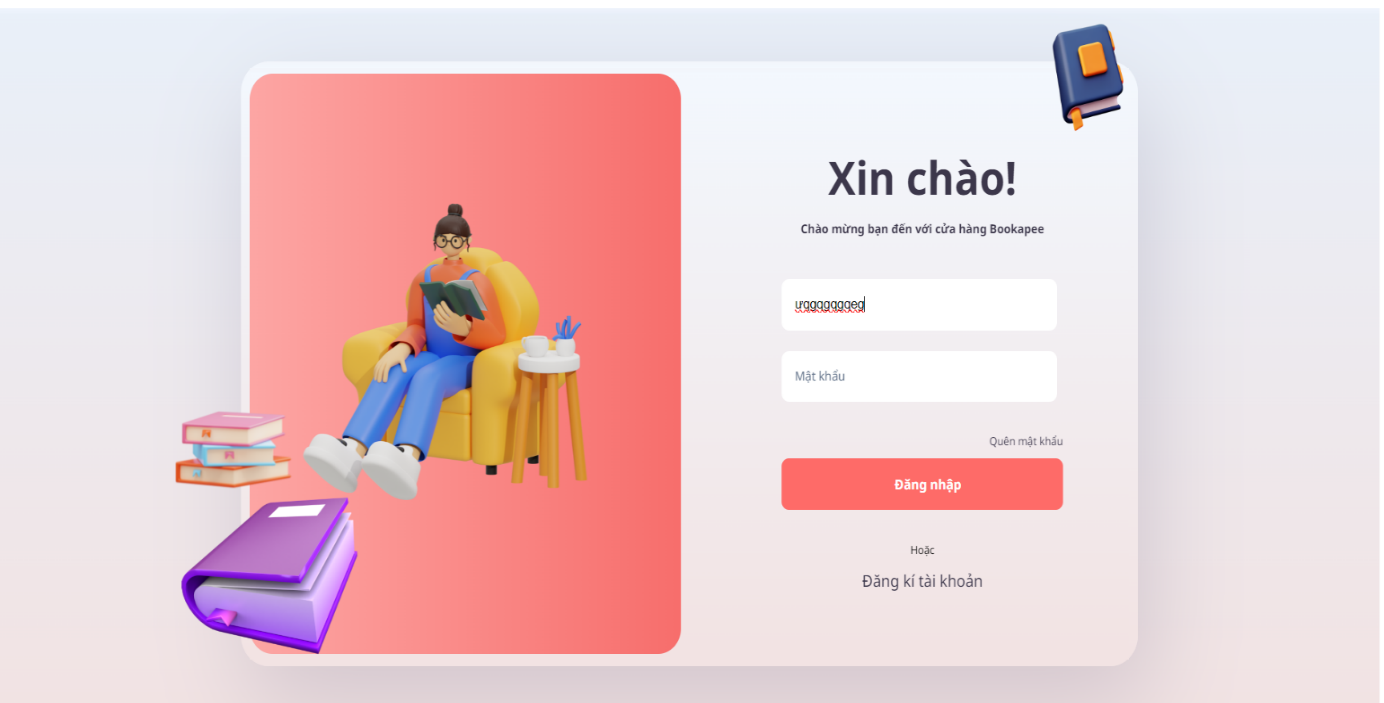 Xin chào!
Chào mừng bạn đến với cửa hàng Bookapee
Mật khẩu
Quên mật khẩu
Đăng nhập
Hoặc
Đăng kí tài khoản